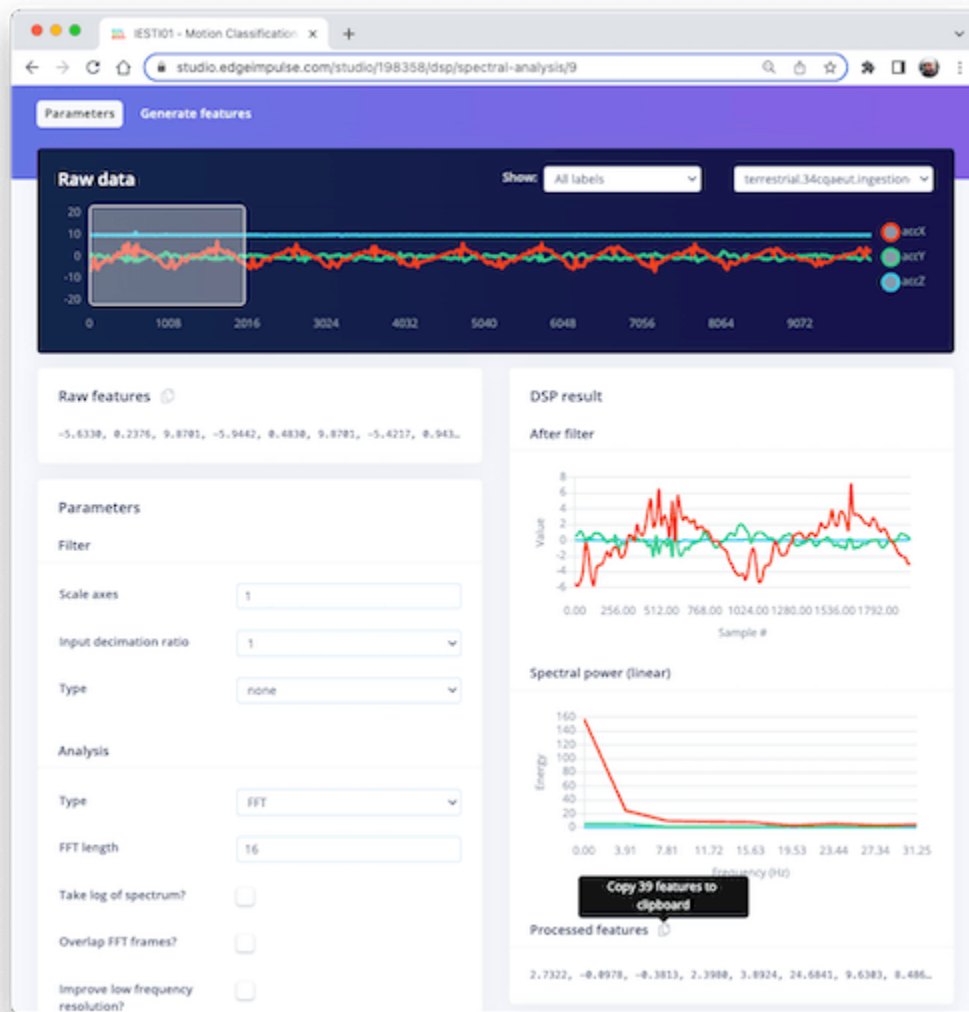 IESTI01 - Motion Classification
studio.edgeimpulse.com/studio/198358/dsp/spectral-analysis/9
Parameters Generate features
Raw data Show: All labels terrestrial.34cqaeut.ingestion-
20
10
0
-10
-20
accX
accY
accZ
0 1008 2016 3024 4032 5040 6048 7056 8064 9072
Raw features
-5.6330, 0.2376, 9.8701, -5.9442, 0.4830, 9.8701, -5.4217, 0.943…
Parameters
Filter
Scale axes 1
Input decimation ratio 1
Type none
Analysis
Type FFT
FFT length 16
Take log of spectrum?
Overlap FFT frames?
Improve low frequency
resolution?
DSP result
After filter
8
6
4
2
0
-2
-4
-6
Value
0.00 256.00 512.00 768.00 1024.00 1280.00 1536.00 1792.00
Sample #
Spectral power (linear)
160
140
120
100
80
60
40
20
0
Energy
0.00 3.91 7.81 11.72 15.63 19.53 23.44 27.34 31.25
Frequency (Hz)
Copy 39 features to
clipboard
Processed features
2.7322, -0.0978, -0.3813, 2.3980, 3.8924, 24.6841, 9.6303, 8.486…